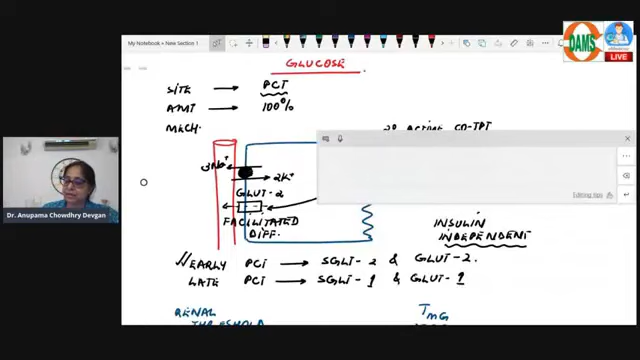 My Notebook • New Section 1
DAMS
LIVE
GLUCOSE
SITE → PCT
AMT → 100%
MECH.
2° ACTIVE CO-TPT
3Na+
2K+
GLUT-2
FACILITATED
DIFF.
INSULIN
INDEPENDENT
Dr. Anupama Chowdhry Devgan
EARLY PCT → SGLT-2 & GLUT-2.
LATE PCT → SGLT-1 & GLUT-1
RENAL
THRESHOLD
TmG